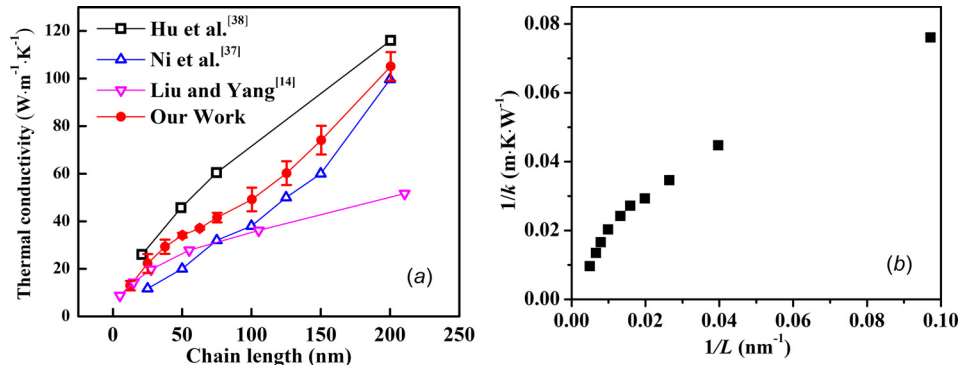 120
100
80
60
40
20
0
Thermal conductivity (W·m⁻¹·K⁻¹)
Hu et al.[38]
Ni et al.[37]
Liu and Yang[14]
Our Work
(a)
0 50 100 150 200 250
Chain length (nm)
0.08
0.06
0.04
0.02
0.00
1/k (m·K·W⁻¹)
(b)
0.00 0.02 0.04 0.06 0.08 0.10
1/L (nm⁻¹)